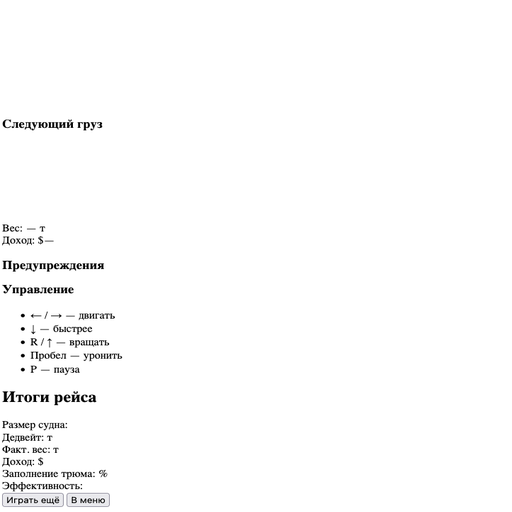 Следующий груз
Вес: — т
Доход: $—
Предупреждения
Управление
• ← / → — двигать
• ↓ — быстрее
• R / ↑ — вращать
• Пробел — уронить
• P — пауза
Итоги рейса
Размер судна:
Дедвейт: т
Факт. вес: т
Доход: $
Заполнение трюма: %
Эффективность:
Играть ещё В меню